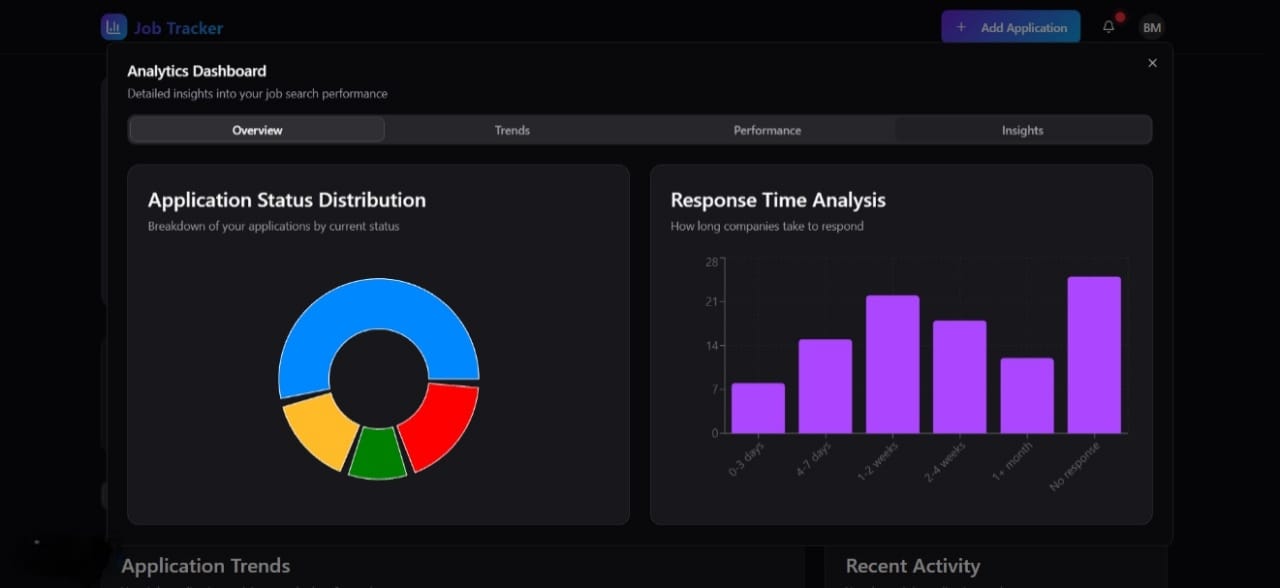 Job Tracker
+ Add Application
BM
Analytics Dashboard
Detailed insights into your job search performance
Overview
Trends
Performance
Insights
Application Status Distribution
Breakdown of your applications by current status
Response Time Analysis
How long companies take to respond
28
21
14
7
0
0-3 days
4-7 days
1-2 weeks
2-4 weeks
1+ month
No response
Application Trends
Recent Activity